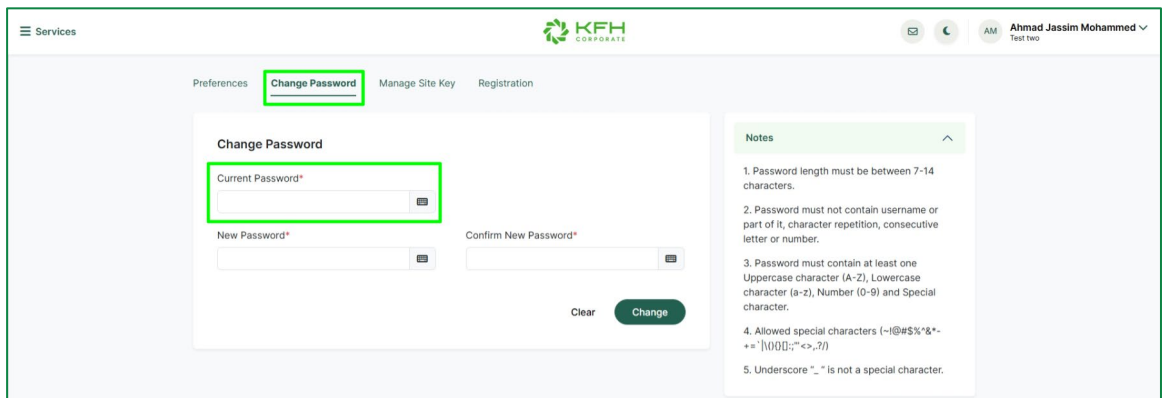 Services
KFH
CORPORATE
AM
Ahmad Jassim Mohammed
Test two
Preferences
Change Password
Manage Site Key
Registration
Change Password
Current Password*
New Password*
Confirm New Password*
Clear
Change
Notes
1. Password length must be between 7-14
characters.
2. Password must not contain username or
part of it, character repetition, consecutive
letter or number.
3. Password must contain at least one
Uppercase character (A-Z), Lowercase
character (a-z), Number (0-9) and Special
character.
4. Allowed special characters (~!@#$%^&*-
+=`|\(){}[]:;"'<>,.?/)
5. Underscore "_ " is not a special character.